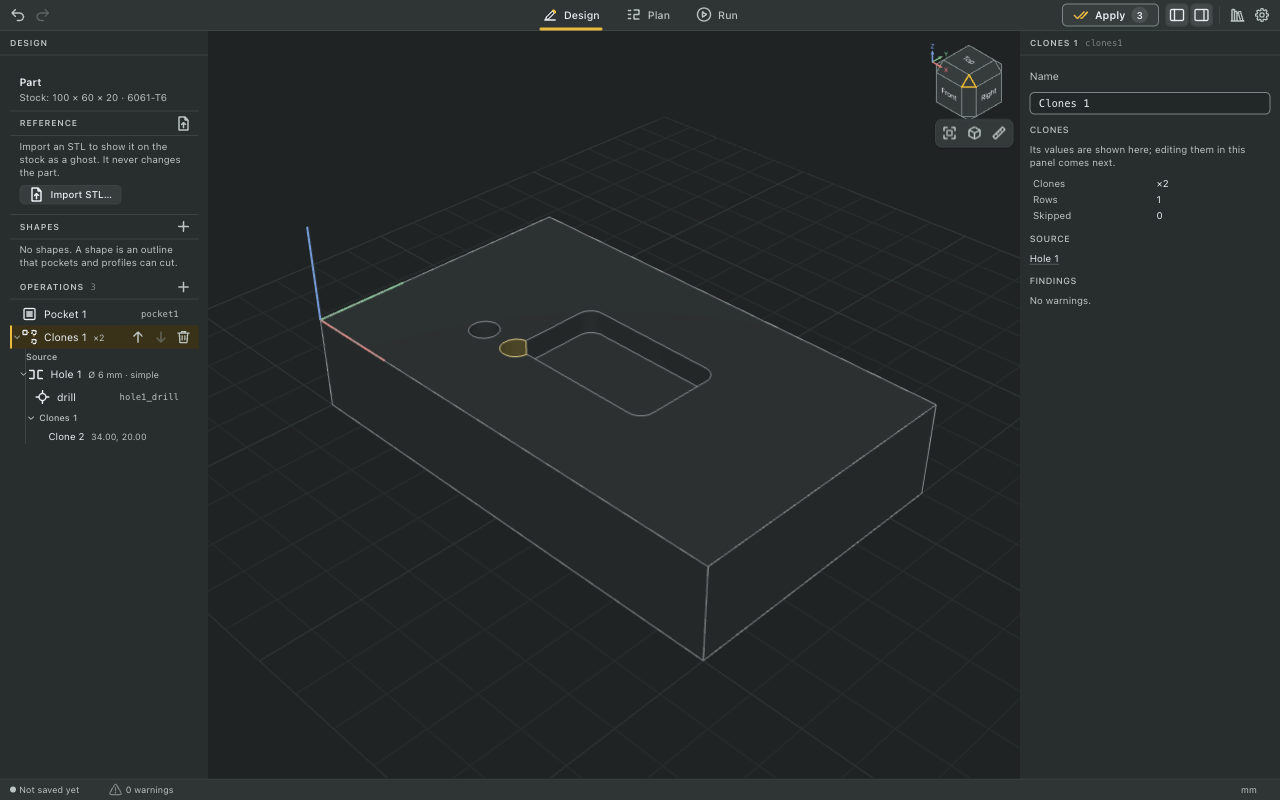 Design
Plan
Run
Apply 3
DESIGN
Part
Stock: 100 × 60 × 20 · 6061-T6
REFERENCE
Import an STL to show it on the
stock as a ghost. It never changes
the part.
Import STL...
SHAPES
No shapes. A shape is an outline
that pockets and profiles can cut.
OPERATIONS 3
Pocket 1 pocket1
Clones 1 ×2
Source
Hole 1 Ø 6 mm · simple
drill hole1_drill
Clones 1
Clone 2 34.00, 20.00
Z
Y
X
Top
Front
Right
CLONES 1 clones1
Name
Clones 1
CLONES
Its values are shown here; editing them in this
panel comes next.
Clones ×2
Rows 1
Skipped 0
SOURCE
Hole 1
FINDINGS
No warnings.
Not saved yet
0 warnings
mm